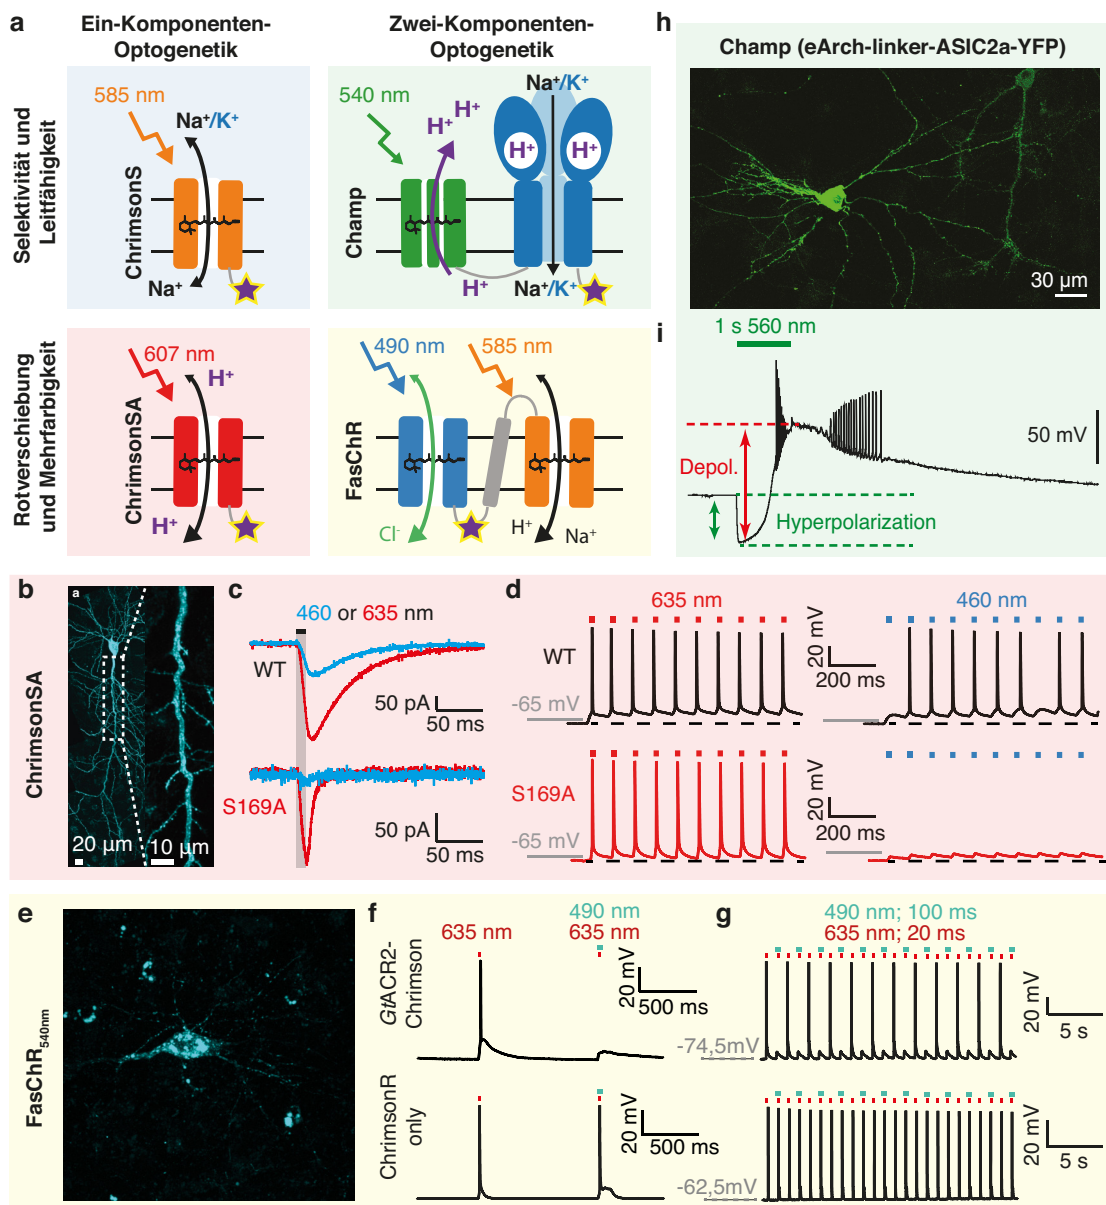 a
Ein-Komponenten-
Optogenetik
Zwei-Komponenten-
Optogenetik
Selektivität und
Leitfähigkeit
585 nm
Na⁺/K⁺
ChrimsonS
Na⁺
540 nm
H⁺
H⁺
Na⁺/K⁺
H⁺
H⁺
Champ
H⁺
Na⁺/K⁺
Rotverschiebung
und Mehrfarbigkeit
607 nm
H⁺
ChrimsonSA
H⁺
490 nm
585 nm
FasChR
Cl⁻
H⁺
Na⁺
h
Champ (eArch-linker-ASIC2a-YFP)
30 µm
i
1 s 560 nm
50 mV
Depol.
Hyperpolarization
ChrimsonSA
b
a
20 µm
10 µm
c
460 or 635 nm
WT
50 pA
50 ms
S169A
50 pA
50 ms
d
635 nm
460 nm
WT
-65 mV
20 mV
200 ms
S169A
-65 mV
20 mV
200 ms
FasChR540nm
e
f
635 nm
490 nm
635 nm
GtACR2-
Chrimson
20 mV
500 ms
ChrimsonR
only
20 mV
500 ms
g
490 nm; 100 ms
635 nm; 20 ms
-74,5mV
20 mV
5 s
-62,5mV
20 mV
5 s